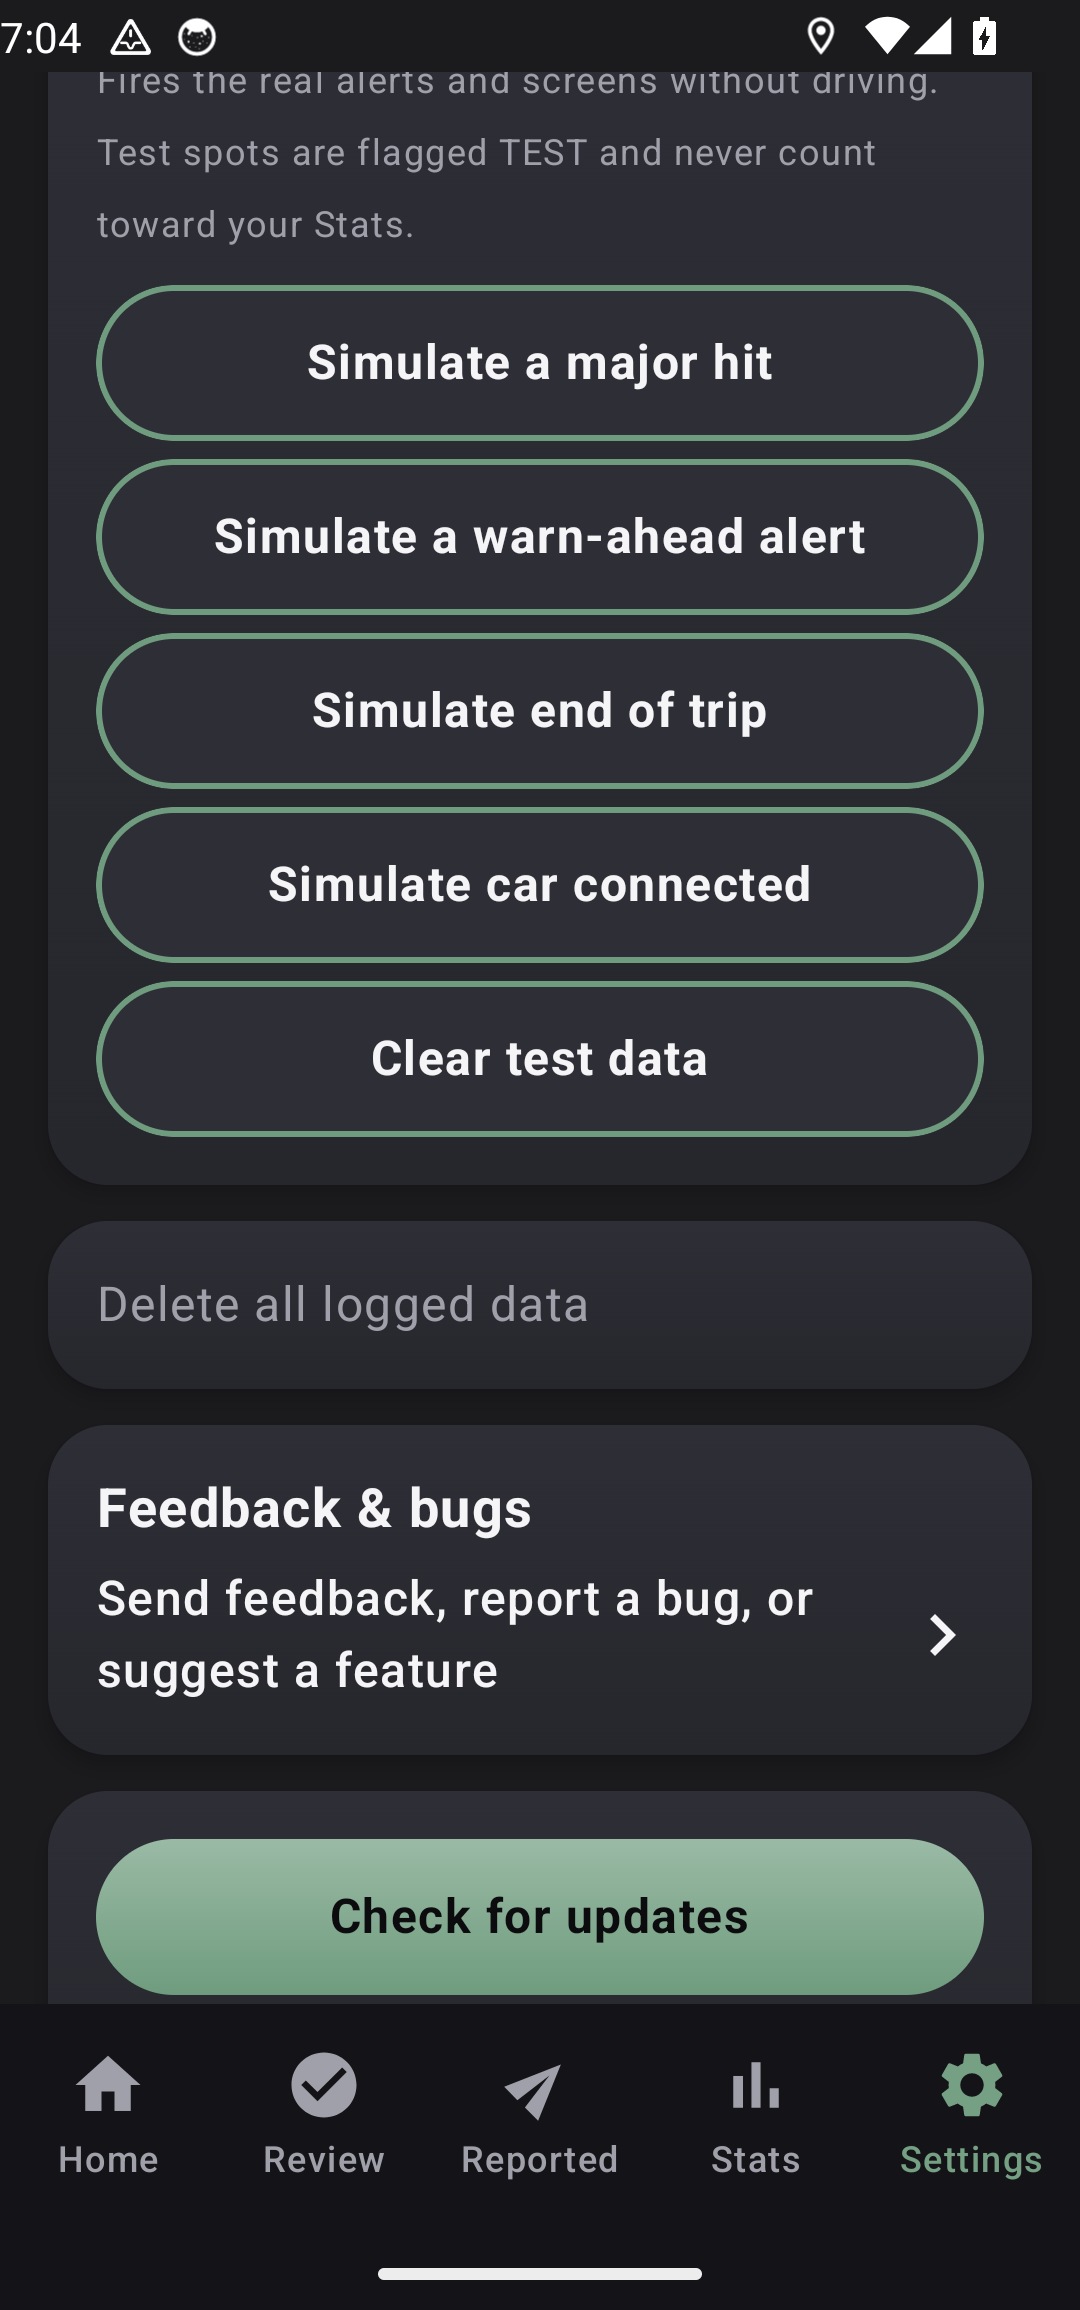 7:04
Fires the real alerts and screens without driving.
Test spots are flagged TEST and never count
toward your Stats.
Simulate a major hit
Simulate a warn-ahead alert
Simulate end of trip
Simulate car connected
Clear test data
Delete all logged data
Feedback & bugs
Send feedback, report a bug, or
suggest a feature
Check for updates
Home
Review
Reported
Stats
Settings